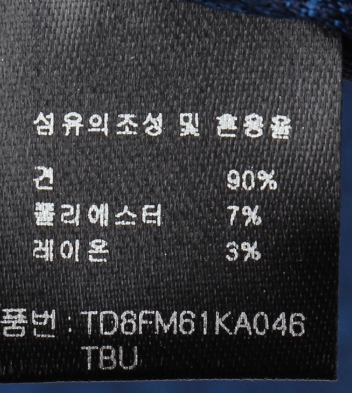 섬유의조성 및 혼용율
견 90%
폴리에스터 7%
레이온 3%
품번 : TD8FM61KA046
TBU